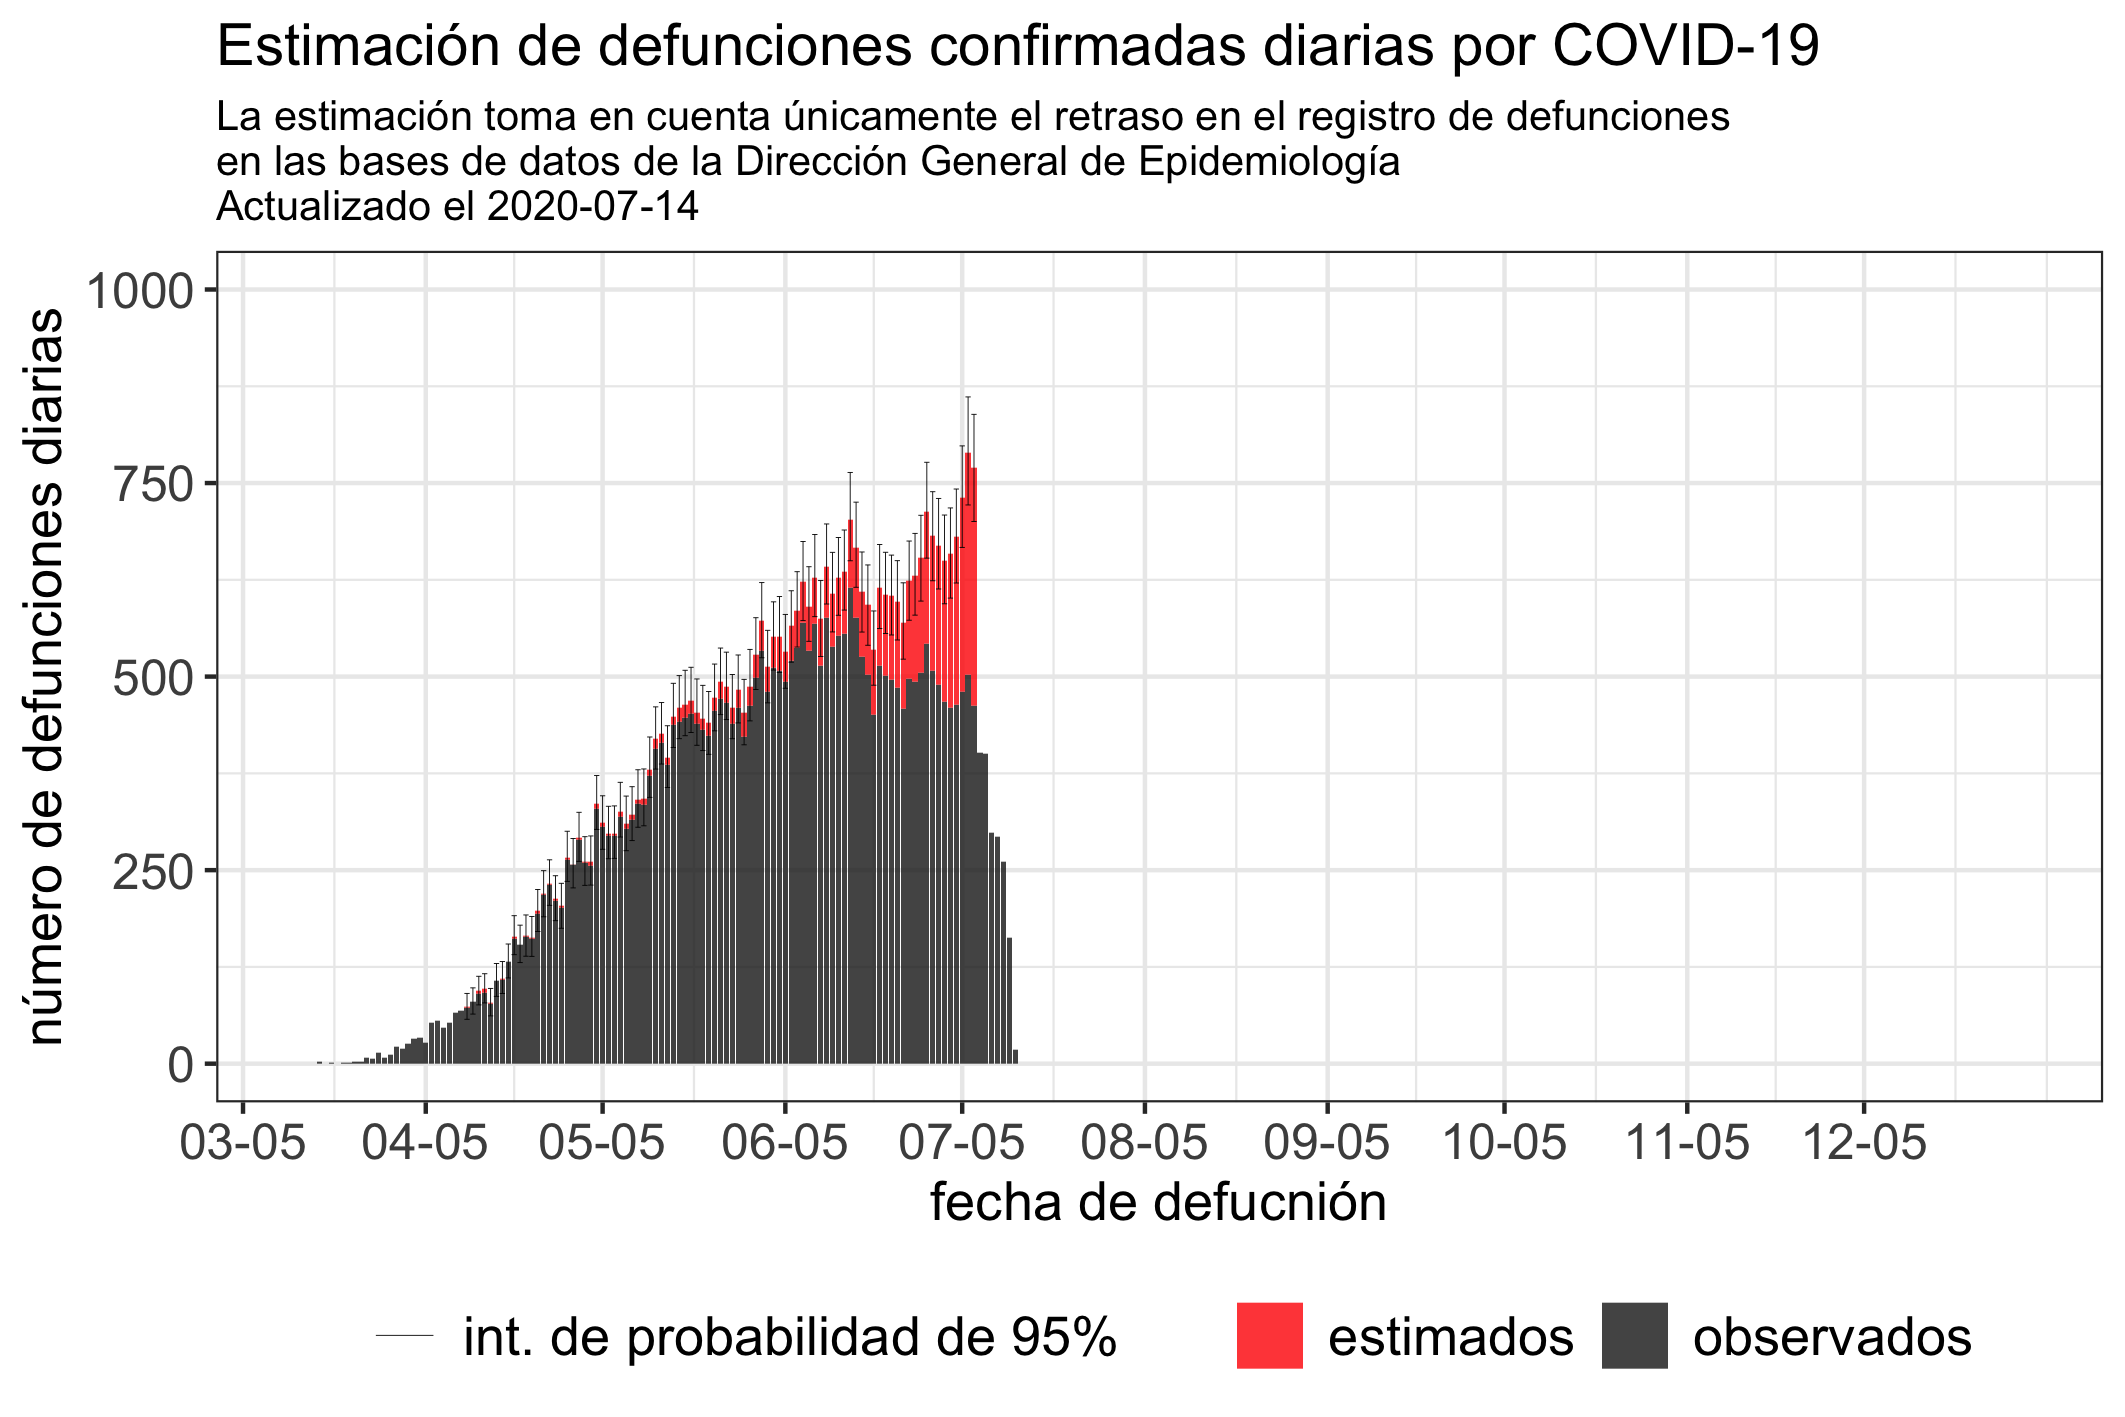 Estimación de defunciones confirmadas diarias por COVID-19
La estimación toma en cuenta únicamente el retraso en el registro de defunciones
en las bases de datos de la Dirección General de Epidemiología
Actualizado el 2020-07-14
número de defunciones diarias
1000
750
500
250
0
03-05 04-05 05-05 06-05 07-05 08-05 09-05 10-05 11-05 12-05
fecha de defucnión
int. de probabilidad de 95% estimados observados